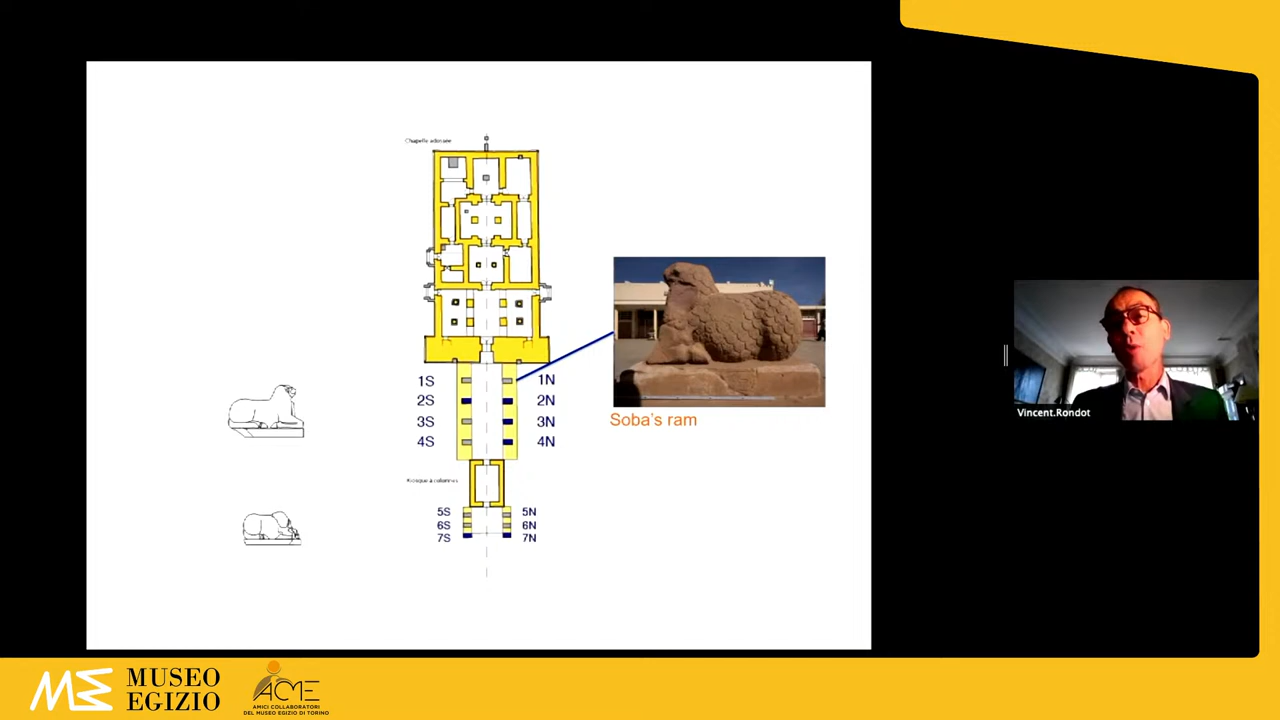 Chapelle adossée
1S
1N
2S
2N
3S
3N
4S
4N
Soba's ram
Kiosque à colonnes
5S
5N
6S
6N
7S
7N
Vincent.Rondot
MUSEO
EGIZIO
ACME
AMICI COLLABORATORI
DEL MUSEO EGIZIO DI TORINO